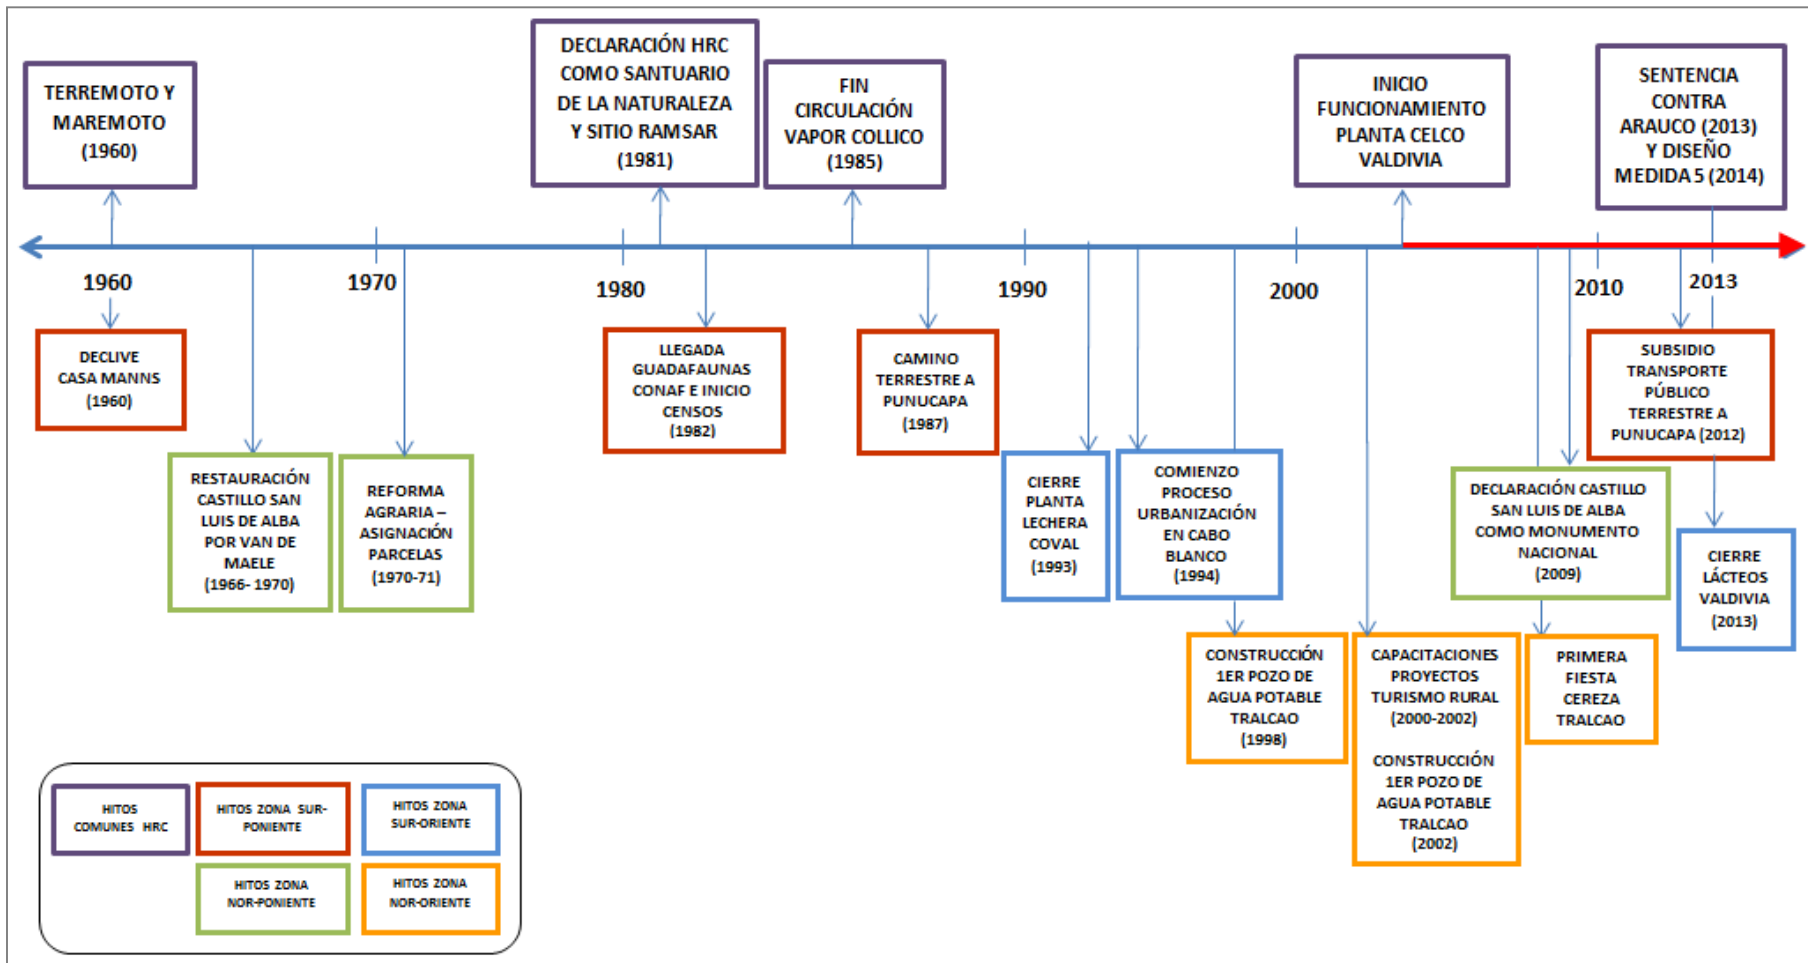 TERREMOTO Y
MAREMOTO
(1960)
DECLARACIÓN HRC
COMO SANTUARIO
DE LA NATURALEZA
Y SITIO RAMSAR
(1981)
FIN
CIRCULACIÓN
VAPOR COLLICO
(1985)
INICIO
FUNCIONAMIENTO
PLANTA CELCO
VALDIVIA
SENTENCIA
CONTRA
ARAUCO (2013)
Y DISEÑO
MEDIDA 5 (2014)
1960
1970
1980
1990
2000
2010
2013
DECLIVE
CASA MANNS
(1960)
RESTAURACIÓN
CASTILLO SAN
LUIS DE ALBA
POR VAN DE
MAELE
(1966- 1970)
REFORMA
AGRARIA –
ASIGNACIÓN
PARCELAS
(1970-71)
LLEGADA
GUADAFAUNAS
CONAF E INICIO
CENSOS
(1982)
CAMINO
TERRESTRE A
PUNUCAPA
(1987)
CIERRE
PLANTA
LECHERA
COVAL
(1993)
COMIENZO
PROCESO
URBANIZACIÓN
EN CABO
BLANCO
(1994)
CONSTRUCCIÓN
1ER POZO DE
AGUA POTABLE
TRALCAO
(1998)
CAPACITACIONES
PROYECTOS
TURISMO RURAL
(2000-2002)
CONSTRUCCIÓN
1ER POZO DE
AGUA POTABLE
TRALCAO
(2002)
DECLARACIÓN CASTILLO
SAN LUIS DE ALBA
COMO MONUMENTO
NACIONAL
(2009)
PRIMERA
FIESTA
CEREZA
TRALCAO
SUBSIDIO
TRANSPORTE
PÚBLICO
TERRESTRE A
PUNUCAPA (2012)
CIERRE
LÁCTEOS
VALDIVIA
(2013)
HITOS
COMUNES HRC
HITOS ZONA SUR-
PONIENTE
HITOS ZONA
SUR-ORIENTE
HITOS ZONA
NOR-PONIENTE
HITOS ZONA
NOR-ORIENTE